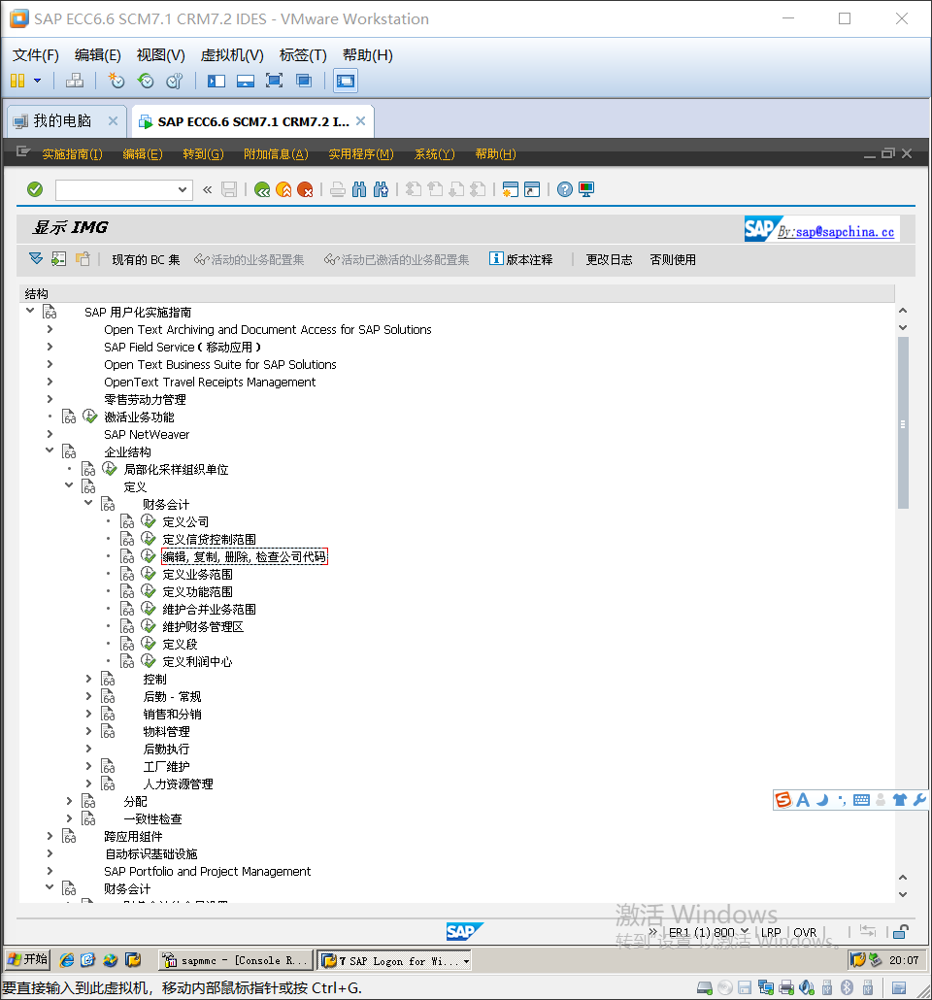 SAP ECC6.6 SCM7.1 CRM7.2 IDES - VMware Workstation
文件(F) 编辑(E) 视图(V) 虚拟机(V) 标签(T) 帮助(H)
我的电脑 SAP ECC6.6 SCM7.1 CRM7.2 I...
实施指南(I) 编辑(E) 转到(G) 附加信息(A) 实用程序(M) 系统(Y) 帮助(H)
显示 IMG
SAP By:sap@sapchina.cc
现有的 BC 集 活动的业务配置集 活动已激活的业务配置集 版本注释 更改日志 否则使用
结构
SAP 用户化实施指南
Open Text Archiving and Document Access for SAP Solutions
SAP Field Service ( 移动应用 )
Open Text Business Suite for SAP Solutions
OpenText Travel Receipts Management
零售劳动力管理
激活业务功能
SAP NetWeaver
企业结构
局部化采样组织单位
定义
财务会计
定义公司
定义信贷控制范围
编辑, 复制, 删除, 检查公司代码
定义业务范围
定义功能范围
维护合并业务范围
维护财务管理区
定义段
定义利润中心
控制
后勤 - 常规
销售和分销
物料管理
后勤执行
工厂维护
人力资源管理
分配
一致性检查
跨应用组件
自动标识基础设施
SAP Portfolio and Project Management
财务会计
激活 Windows
SAP » ER1 (1) 800 LRP OVR
转到"设置"以激活 Windows。
开始 sapmmc - [Console R... 7 SAP Logon for Wi... 20:07
要直接输入到此虚拟机，移动内部鼠标指针或按 Ctrl+G.